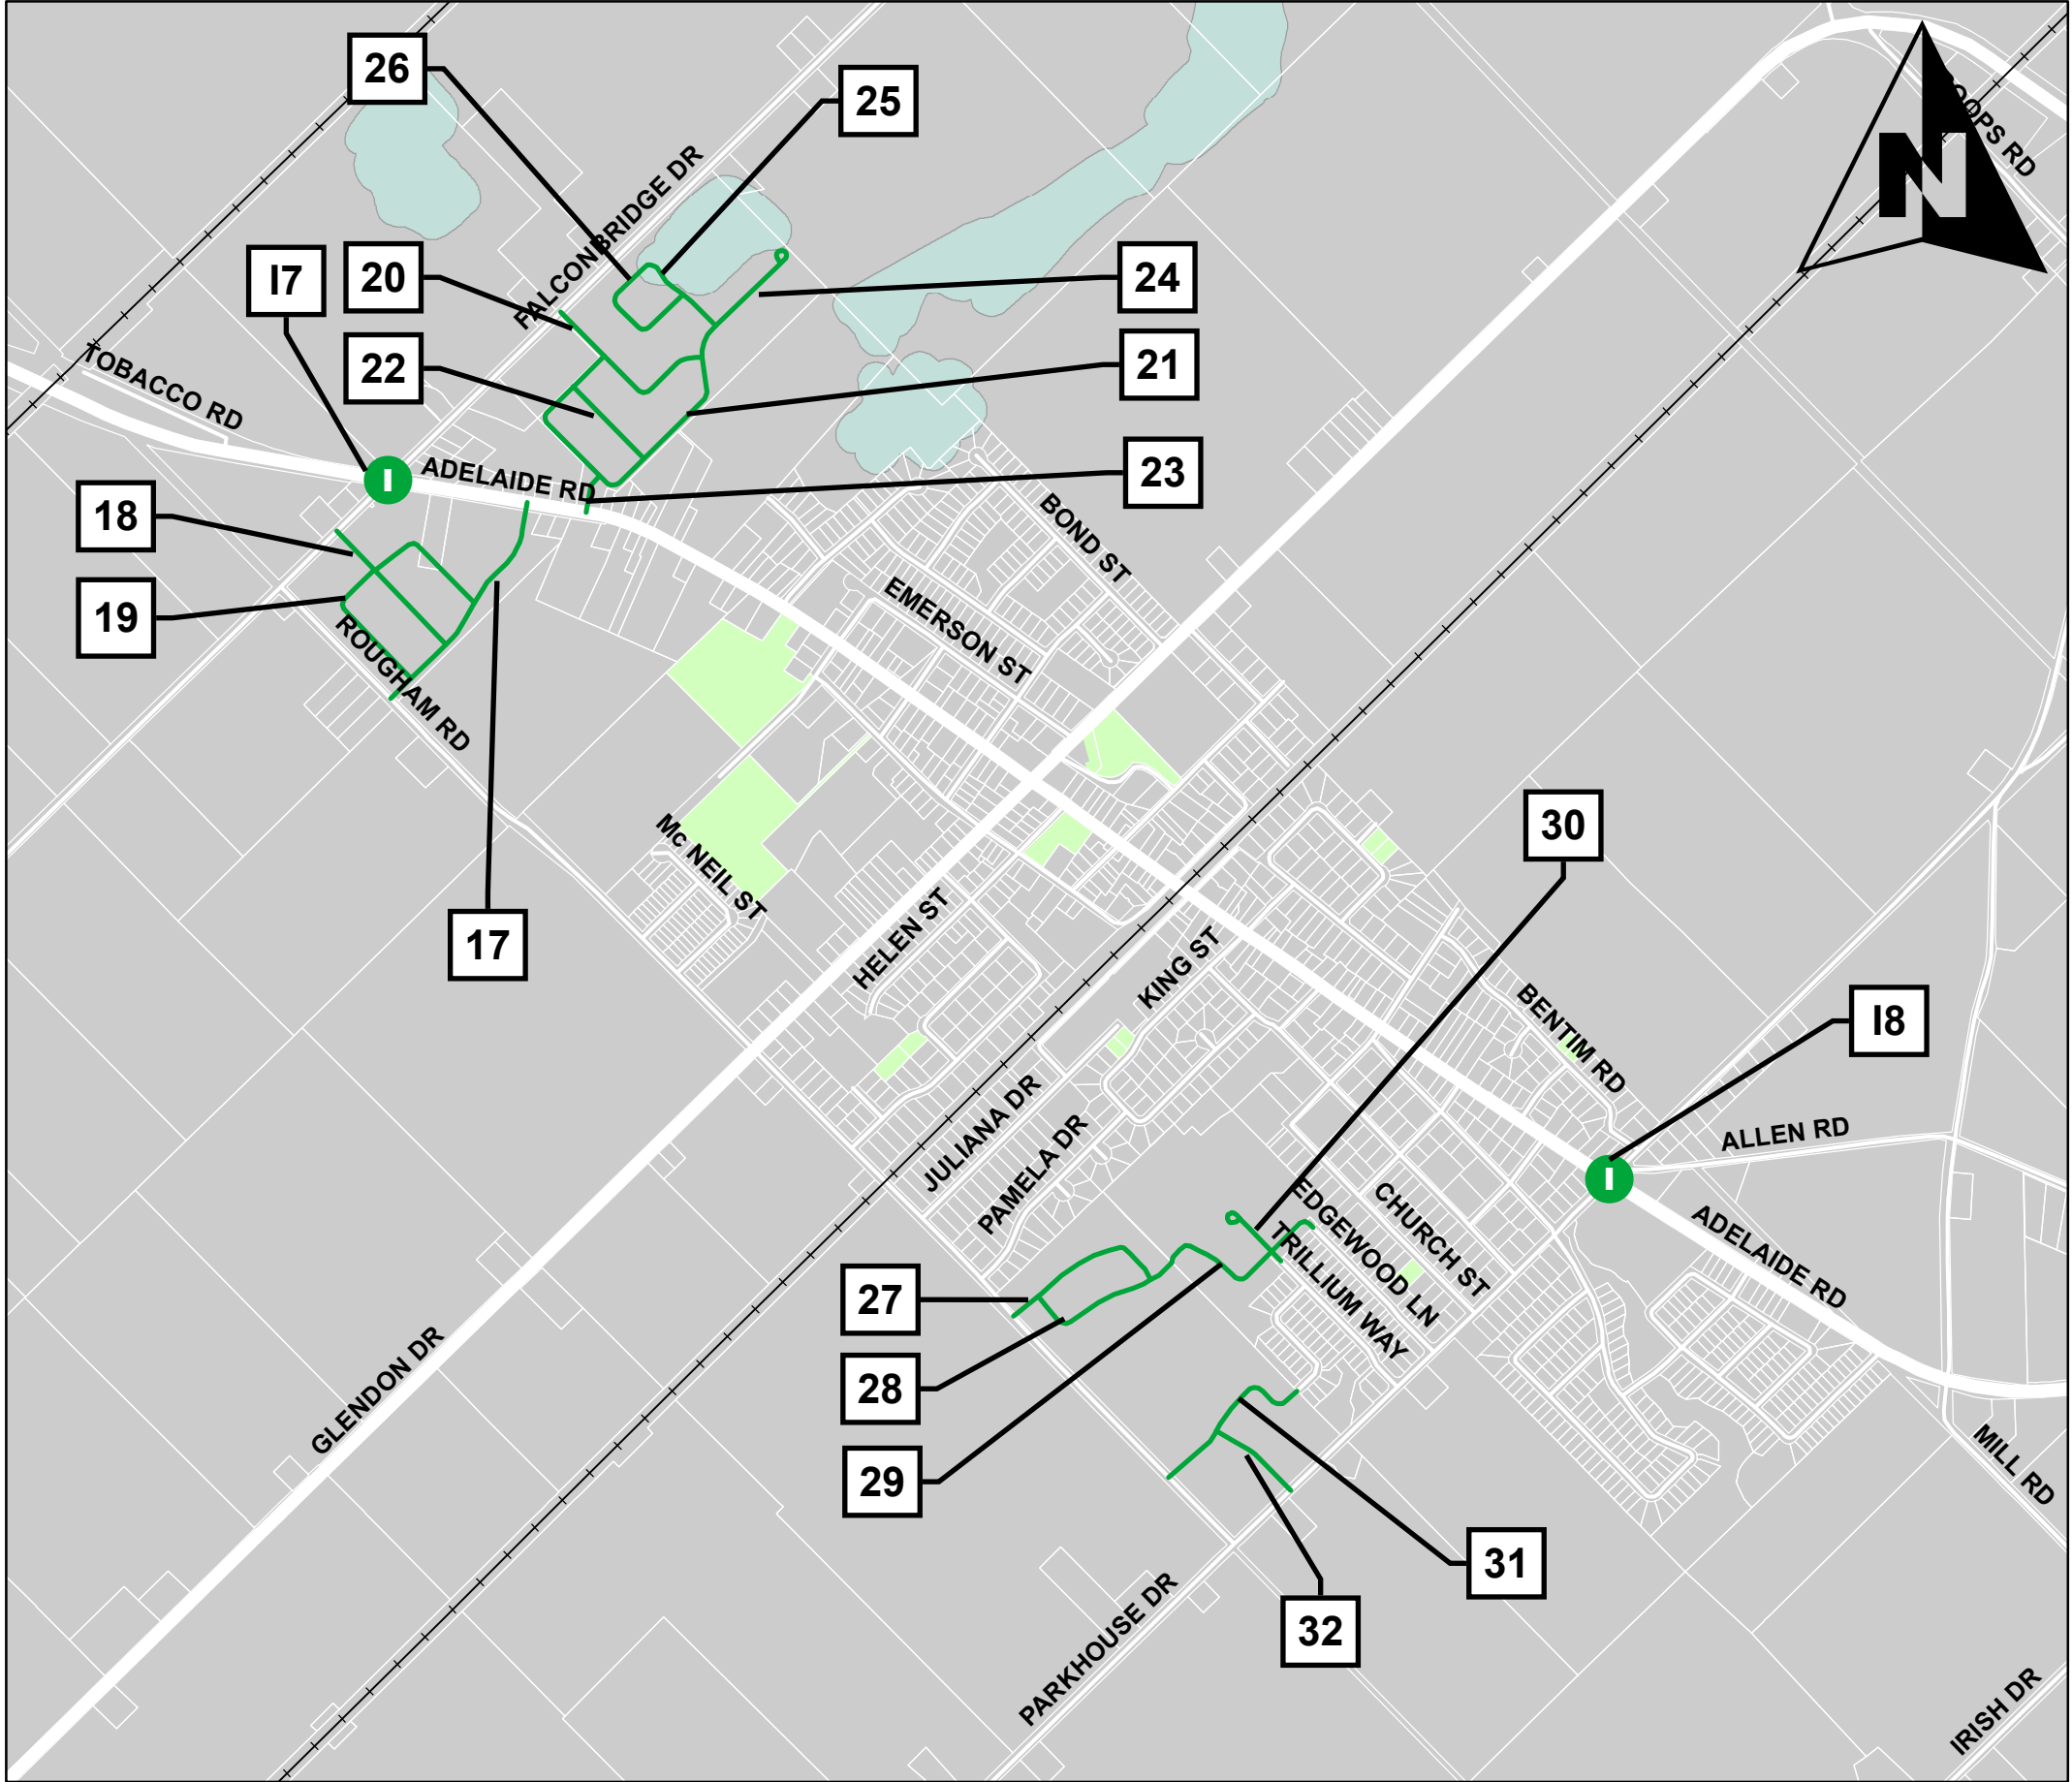 26
25
N
FALCONBRIDGE DR
I7
20
24
22
21
TOBACCO RD
ADELAIDE RD
I
23
18
BOND ST
19
EMERSON ST
ROUGHAM RD
30
Mc NEIL ST
17
HELEN ST
KING ST
BENTIM RD
I8
JULIANA DR
PAMELA DR
ALLEN RD
I
EDGEWOOD LN
CHURCH ST
TRILLIUM WAY
ADELAIDE RD
27
28
GLENDON DR
29
MILL RD
31
32
PARKHOUSE DR
IRISH DR